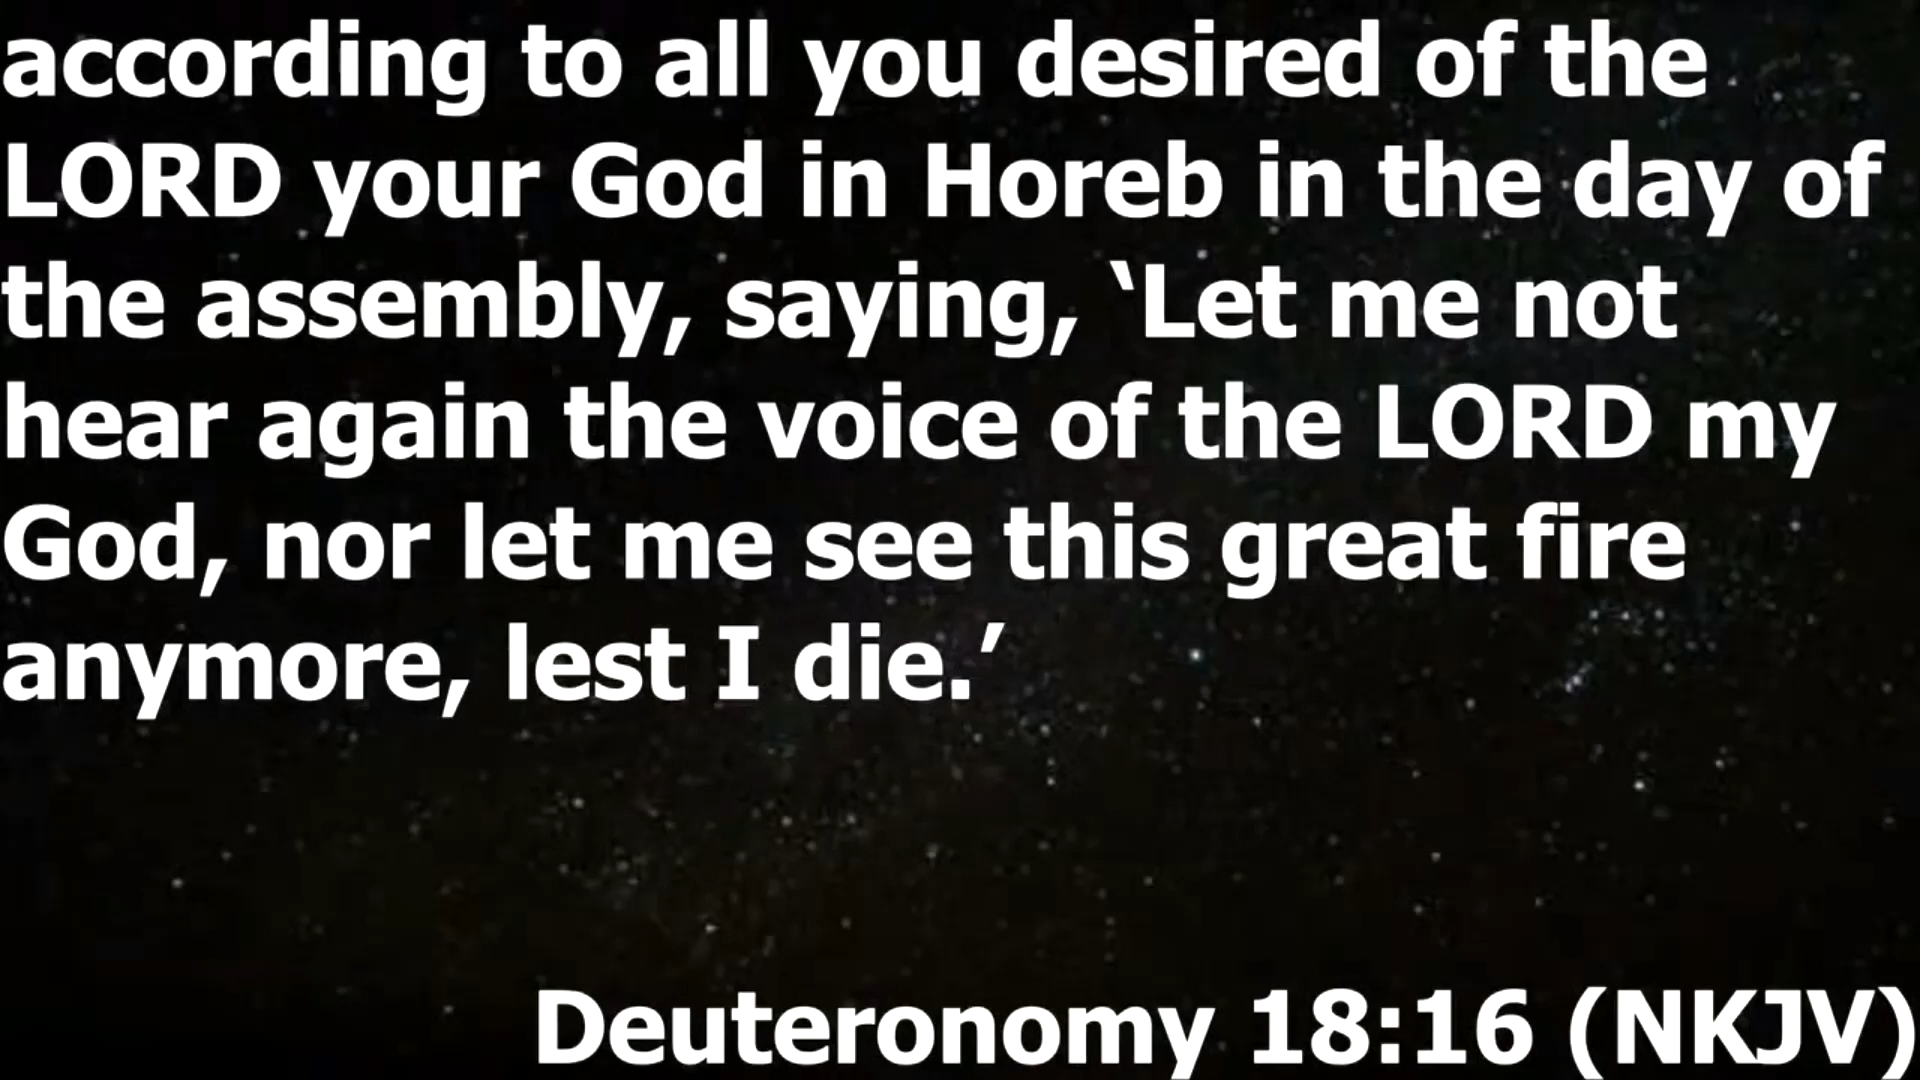 according to all you desired of the
LORD your God in Horeb in the day of
the assembly, saying, ‘Let me not
hear again the voice of the LORD my
God, nor let me see this great fire
anymore, lest I die.’
Deuteronomy 18:16 (NKJV)